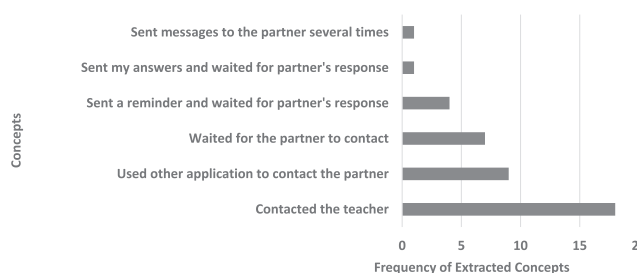 Sent messages to the partner several times
Sent my answers and waited for partner's response
Sent a reminder and waited for partner's response
Waited for the partner to contact
Used other application to contact the partner
Contacted the teacher
Concepts
0 5 10 15
Frequency of Extracted Concepts